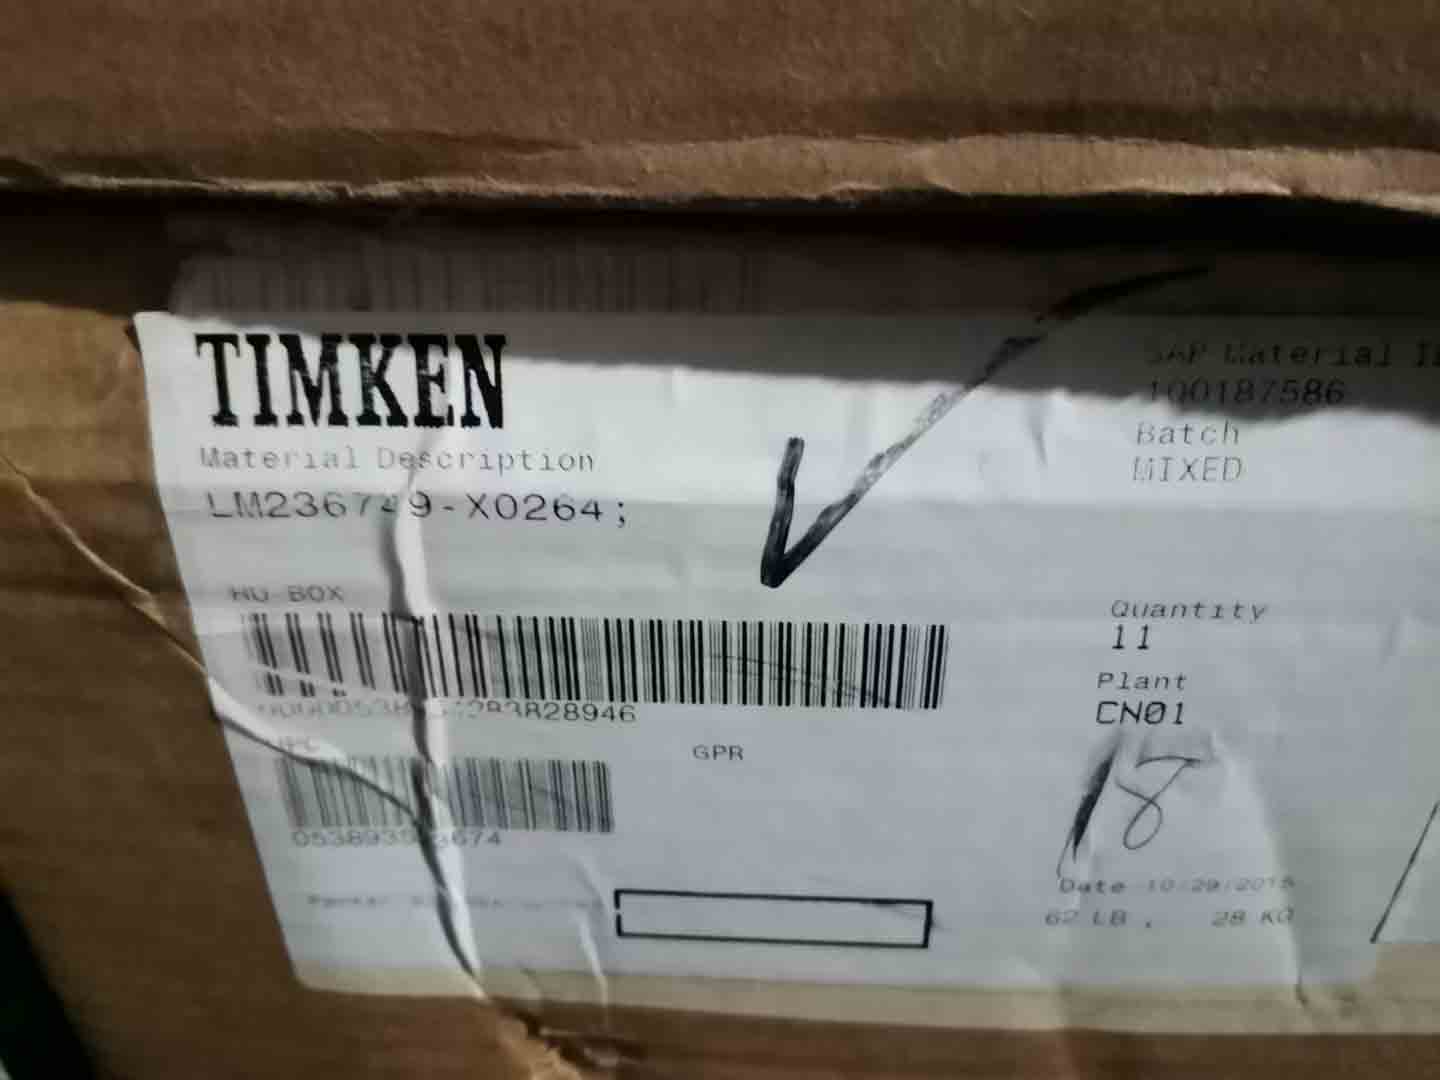 TIMKEN
SAP Material
100187586
Material Description
Batch
MIXED
LM236749-X0264;
HU-BOX
Quantity
11
Plant
CN01
GPR
18
Date 10/29/2015
62 LB , 28 KG